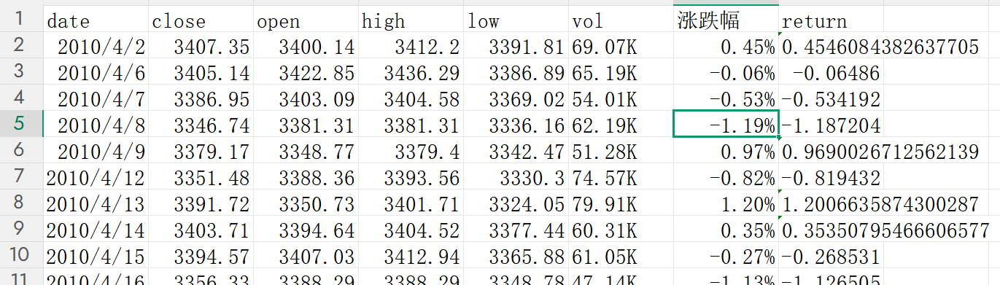 1 date close open high low vol 涨跌幅 return
2 2010/4/2 3407.35 3400.14 3412.2 3391.81 69.07K 0.45% 0.4546084382637705
3 2010/4/6 3405.14 3422.85 3436.29 3386.89 65.19K -0.06% -0.06486
4 2010/4/7 3386.95 3403.09 3404.58 3369.02 54.01K -0.53% -0.534192
5 2010/4/8 3346.74 3381.31 3381.31 3336.16 62.19K -1.19% -1.187204
6 2010/4/9 3379.17 3348.77 3379.4 3342.47 51.28K 0.97% 0.9690026712562139
7 2010/4/12 3351.48 3388.36 3393.56 3330.3 74.57K -0.82% -0.819432
8 2010/4/13 3391.72 3350.73 3401.71 3324.05 79.91K 1.20% 1.2006635874300287
9 2010/4/14 3403.71 3394.64 3404.52 3377.44 60.31K 0.35% 0.35350795466606577
10 2010/4/15 3394.57 3407.03 3412.94 3365.88 61.05K -0.27% -0.268531
11 2010/4/16 3356.33 3388.29 3388.29 3348.78 47.14K -1.13% -1.126505